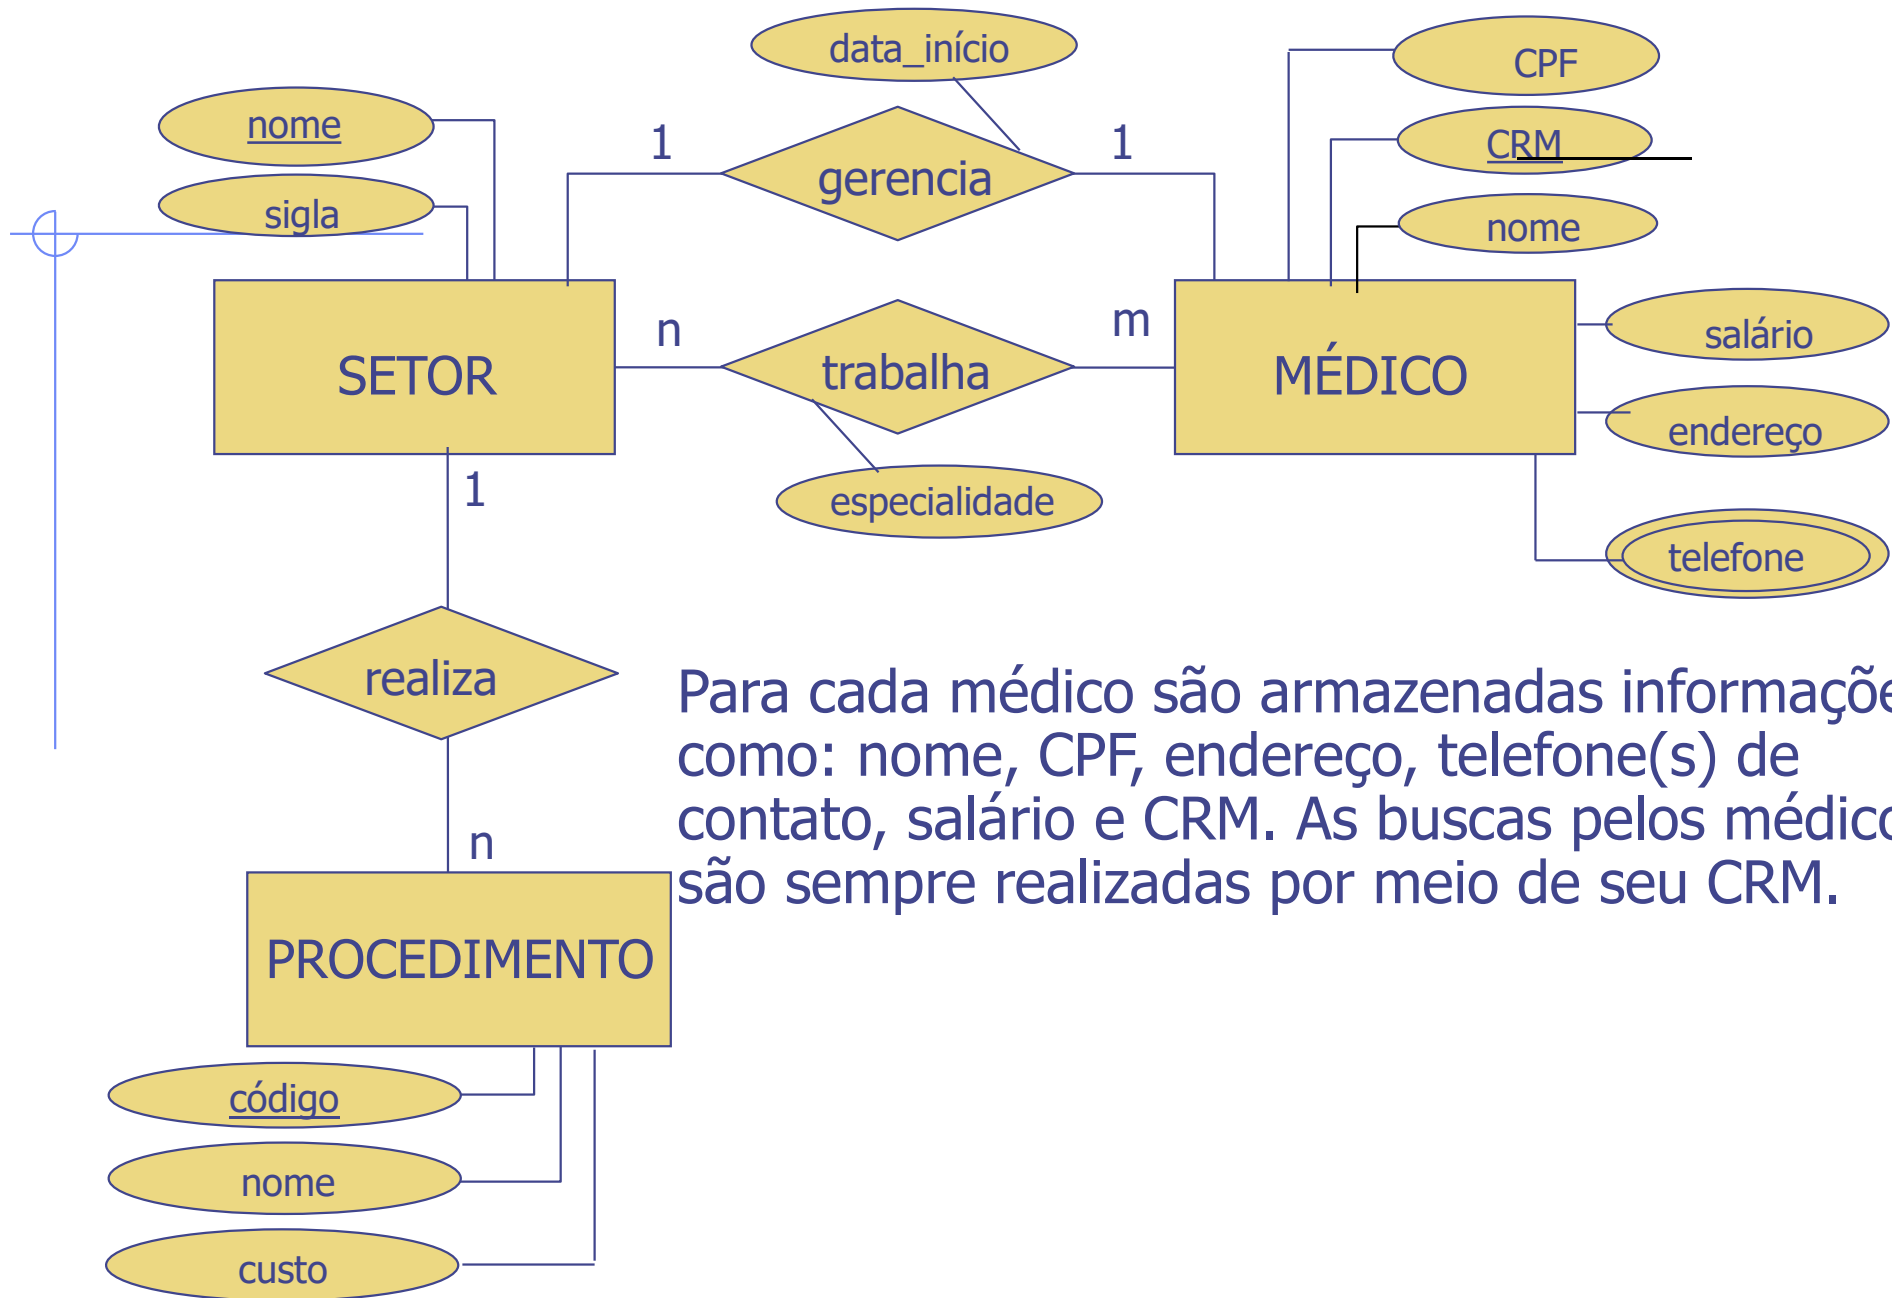 data_início
CPF
nome
CRM
1
1
gerencia
sigla
nome
salário
n
m
SETOR
trabalha
MÉDICO
endereço
1
especialidade
telefone
realiza
Para cada médico são armazenadas informaçõe
como: nome, CPF, endereço, telefone(s) de
contato, salário e CRM. As buscas pelos médico
são sempre realizadas por meio de seu CRM.
n
PROCEDIMENTO
código
nome
custo